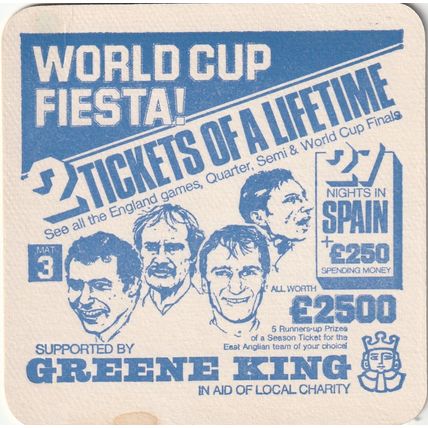 WORLD CUP
FIESTA!
2 TICKETS OF A LIFETIME
See all the England games, Quarter, Semi & World Cup Finals
27
NIGHTS IN
SPAIN
+
£250
SPENDING MONEY
MAT
3
ALL WORTH
£2500
5 Runners-up Prizes
of a Season Ticket for the
East Anglian team of your choice!
SUPPORTED BY
GREENE KING
IN AID OF LOCAL CHARITY